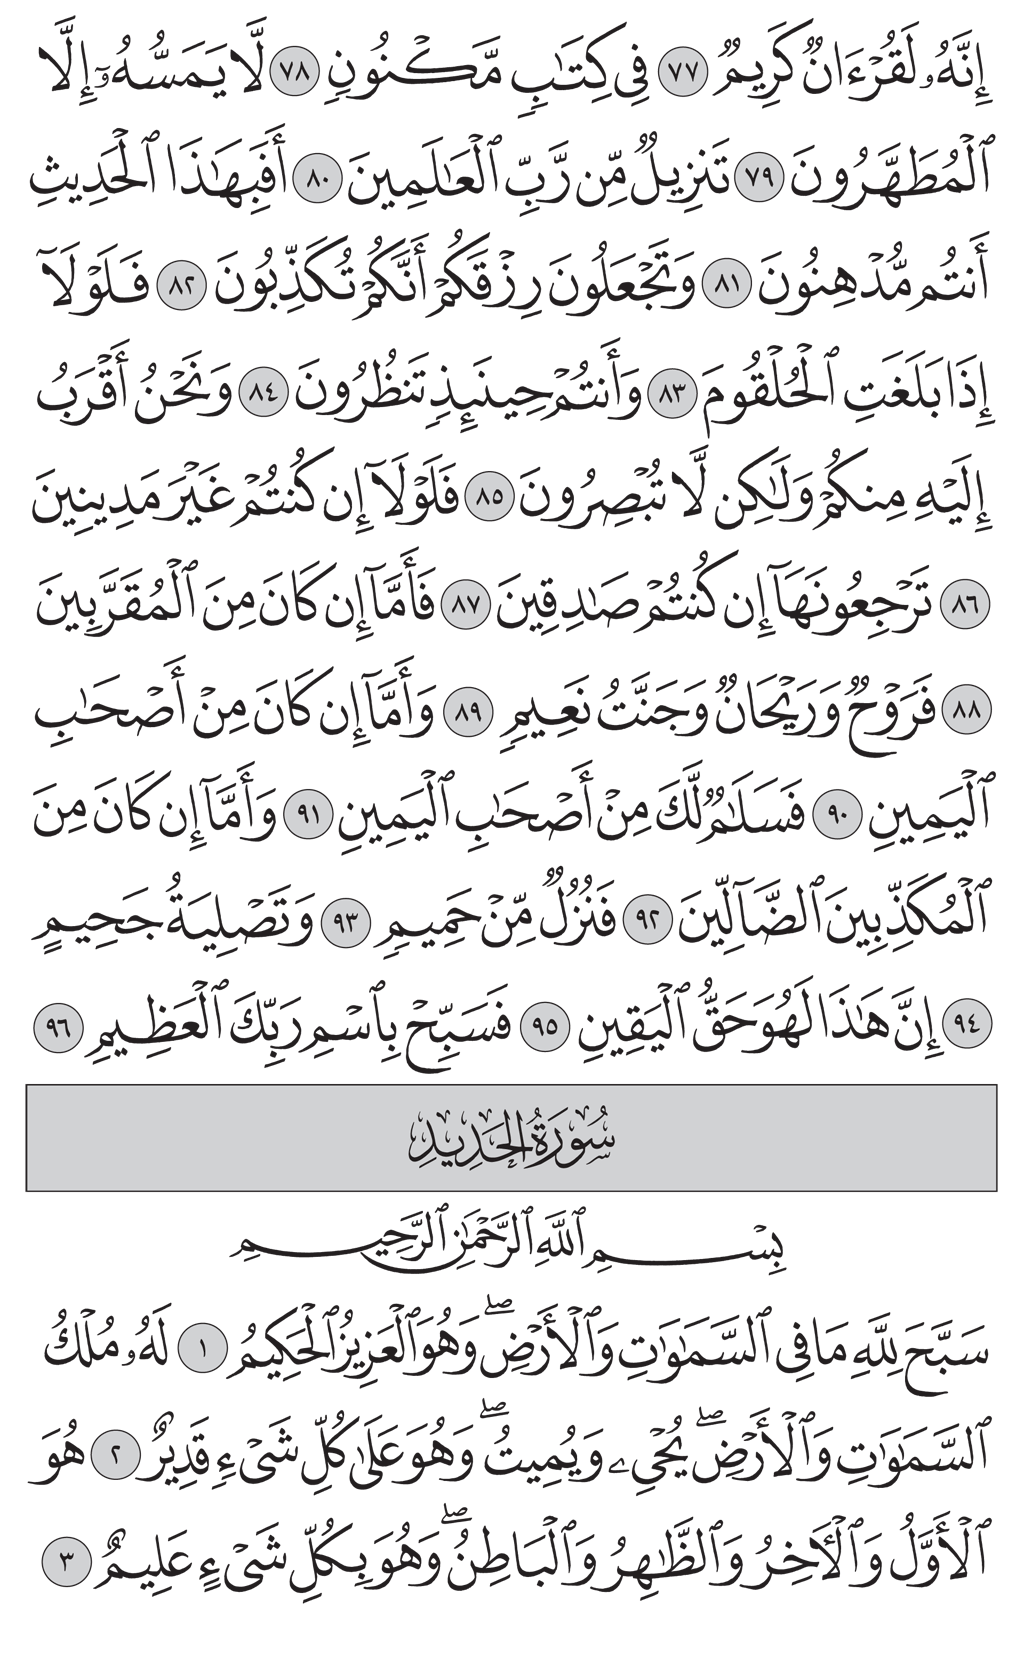 إِنَّهُۥ لَقُرۡءَانٞ كَرِيمٞ ٧٧ فِي كِتَٰبٖ مَّكۡنُونٖ ٧٨ لَّا يَمَسُّهُۥٓ إِلَّا
ٱلۡمُطَهَّرُونَ ٧٩ تَنزِيلٞ مِّن رَّبِّ ٱلۡعَٰلَمِينَ ٨٠ أَفَبِهَٰذَا ٱلۡحَدِيثِ
أَنتُم مُّدۡهِنُونَ ٨١ وَتَجۡعَلُونَ رِزۡقَكُمۡ أَنَّكُمۡ تُكَذِّبُونَ ٨٢ فَلَوۡلَآ
إِذَا بَلَغَتِ ٱلۡحُلۡقُومَ ٨٣ وَأَنتُمۡ حِينَئِذٖ تَنظُرُونَ ٨٤ وَنَحۡنُ أَقۡرَبُ
إِلَيۡهِ مِنكُمۡ وَلَٰكِن لَّا تُبۡصِرُونَ ٨٥ فَلَوۡلَآ إِن كُنتُمۡ غَيۡرَ مَدِينِينَ
٨٦ تَرۡجِعُونَهَآ إِن كُنتُمۡ صَٰدِقِينَ ٨٧ فَأَمَّآ إِن كَانَ مِنَ ٱلۡمُقَرَّبِينَ
٨٨ فَرَوۡحٞ وَرَيۡحَانٞ وَجَنَّتُ نَعِيمٖ ٨٩ وَأَمَّآ إِن كَانَ مِنۡ أَصۡحَٰبِ
ٱلۡيَمِينِ ٩٠ فَسَلَٰمٞ لَّكَ مِنۡ أَصۡحَٰبِ ٱلۡيَمِينِ ٩١ وَأَمَّآ إِن كَانَ مِنَ
ٱلۡمُكَذِّبِينَ ٱلضَّآلِّينَ ٩٢ فَنُزُلٞ مِّنۡ حَمِيمٖ ٩٣ وَتَصۡلِيَةُ جَحِيمٍ
٩٤ إِنَّ هَٰذَا لَهُوَ حَقُّ ٱلۡيَقِينِ ٩٥ فَسَبِّحۡ بِٱسۡمِ رَبِّكَ ٱلۡعَظِيمِ ٩٦
سُورَةُ الحَدِيدِ
بِسۡمِ ٱللَّهِ ٱلرَّحۡمَٰنِ ٱلرَّحِيمِ
سَبَّحَ لِلَّهِ مَا فِي ٱلسَّمَٰوَٰتِ وَٱلۡأَرۡضِۖ وَهُوَ ٱلۡعَزِيزُ ٱلۡحَكِيمُ ١ لَهُۥ مُلۡكُ
ٱلسَّمَٰوَٰتِ وَٱلۡأَرۡضِۖ يُحۡيِۦ وَيُمِيتُۖ وَهُوَ عَلَىٰ كُلِّ شَيۡءٖ قَدِيرٌ ٢ هُوَ
ٱلۡأَوَّلُ وَٱلۡأٓخِرُ وَٱلظَّٰهِرُ وَٱلۡبَاطِنُۖ وَهُوَ بِكُلِّ شَيۡءٍ عَلِيمٌ ٣